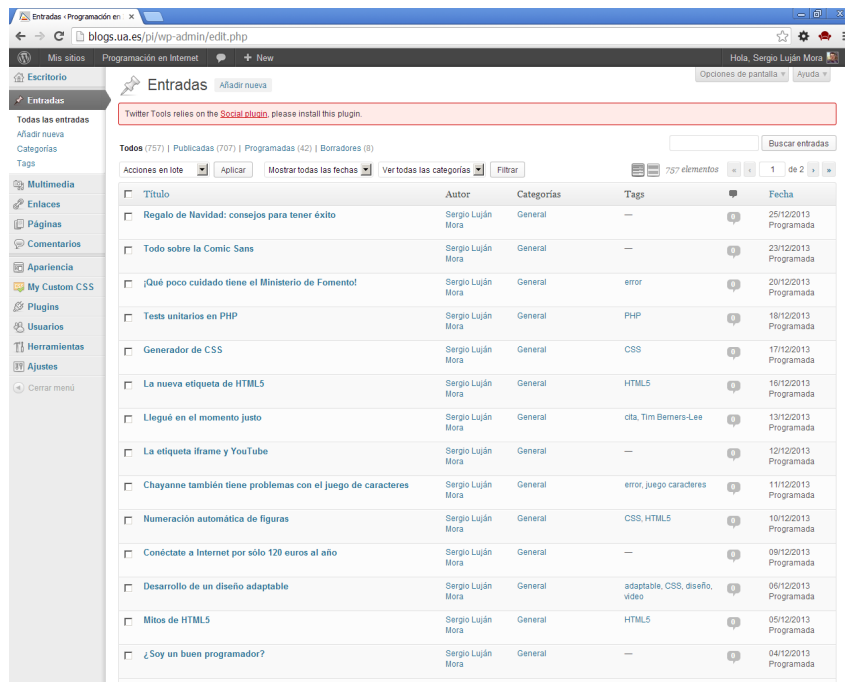 Entradas ‹ Programación en
blogs.ua.es/pi/wp-admin/edit.php
Mis sitios Programación en Internet + New Hola, Sergio Luján Mora
Escritorio
Entradas
Todas las entradas
Añadir nueva
Categorías
Tags
Multimedia
Enlaces
Páginas
Comentarios
Apariencia
My Custom CSS
Plugins
Usuarios
Herramientas
Ajustes
Cerrar menú
Opciones de pantalla Ayuda
Entradas Añadir nueva
Twitter Tools relies on the Social plugin, please install this plugin.
Todos (757) | Publicadas (707) | Programadas (42) | Borradores (8)
Buscar entradas
Acciones en lote Aplicar Mostrar todas las fechas Ver todas las categorías Filtrar 757 elementos « ‹ 1 de 2 › »
Título Autor Categorías Tags Fecha
Regalo de Navidad: consejos para tener éxito Sergio Luján General — 0 25/12/2013
Mora Programada
Todo sobre la Comic Sans Sergio Luján General — 0 23/12/2013
Mora Programada
¡Qué poco cuidado tiene el Ministerio de Fomento! Sergio Luján General error 0 20/12/2013
Mora Programada
Tests unitarios en PHP Sergio Luján General PHP 0 18/12/2013
Mora Programada
Generador de CSS Sergio Luján General CSS 0 17/12/2013
Mora Programada
La nueva etiqueta de HTML5 Sergio Luján General HTML5 0 16/12/2013
Mora Programada
Llegué en el momento justo Sergio Luján General cita, Tim Berners-Lee 0 13/12/2013
Mora Programada
La etiqueta iframe y YouTube Sergio Luján General — 0 12/12/2013
Mora Programada
Chayanne también tiene problemas con el juego de caracteres Sergio Luján General error, juego caracteres 0 11/12/2013
Mora Programada
Numeración automática de figuras Sergio Luján General CSS, HTML5 0 10/12/2013
Mora Programada
Conéctate a Internet por sólo 120 euros al año Sergio Luján General — 0 09/12/2013
Mora Programada
Desarrollo de un diseño adaptable Sergio Luján General adaptable, CSS, diseño, 0 06/12/2013
Mora video Programada
Mitos de HTML5 Sergio Luján General HTML5 0 05/12/2013
Mora Programada
¿Soy un buen programador? Sergio Luján General — 0 04/12/2013
Mora Programada